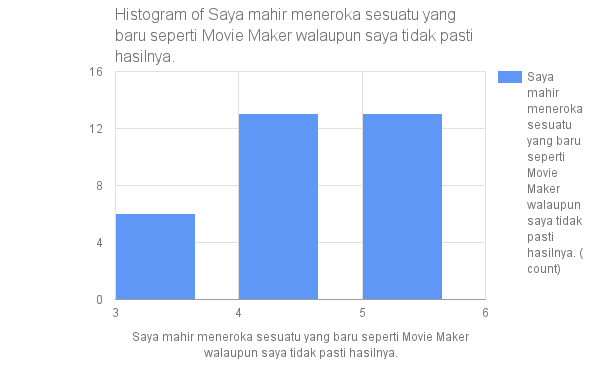 Histogram of Saya mahir meneroka sesuatu yang
baru seperti Movie Maker walaupun saya tidak pasti
hasilnya.
16
12
8
4
0
3
4
5
6
Saya mahir meneroka sesuatu yang baru seperti Movie Maker
walaupun saya tidak pasti hasilnya.
Saya
mahir
meneroka
sesuatu
yang baru
seperti
Movie
Maker
walaupun
saya tidak
pasti
hasilnya. (
count)